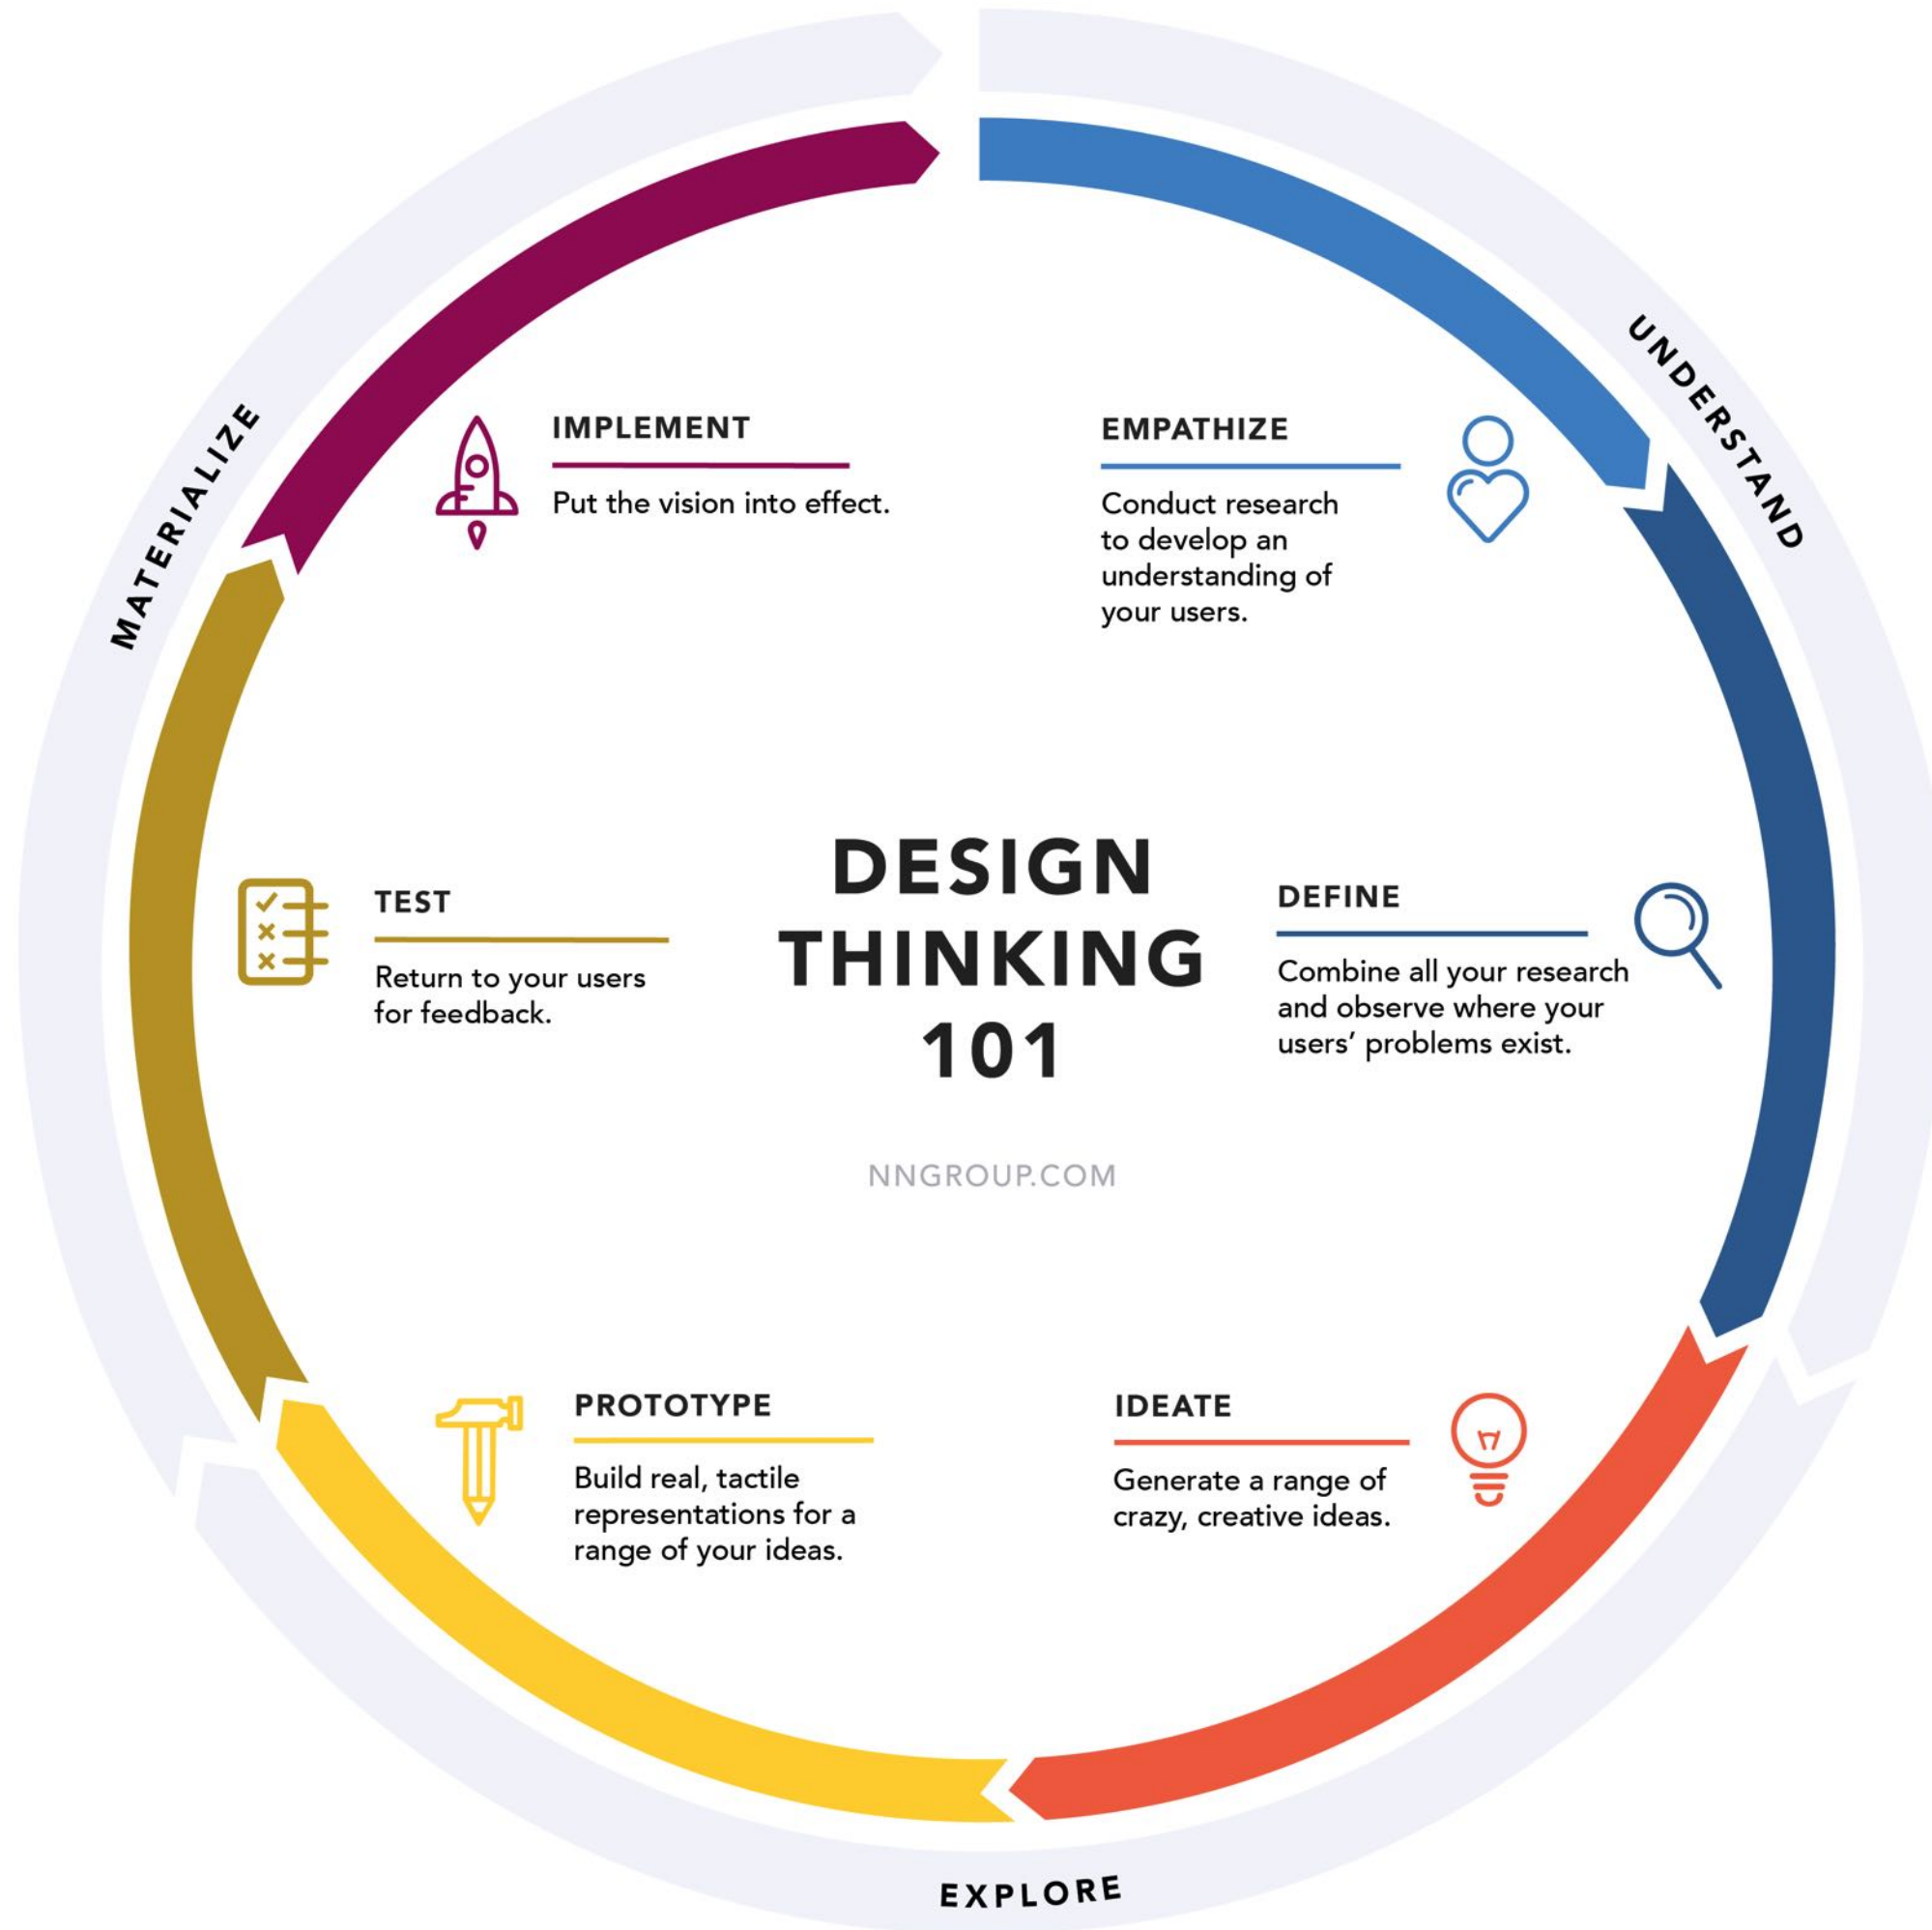 DESIGN
THINKING
101
NNGROUP.COM
UNDERSTAND
EMPATHIZE
Conduct research
to develop an
understanding of
your users.
DEFINE
Combine all your research
and observe where your
users’ problems exist.
EXPLORE
IDEATE
Generate a range of
crazy, creative ideas.
PROTOTYPE
Build real, tactile
representations for a
range of your ideas.
MATERIALIZE
TEST
Return to your users
for feedback.
IMPLEMENT
Put the vision into effect.